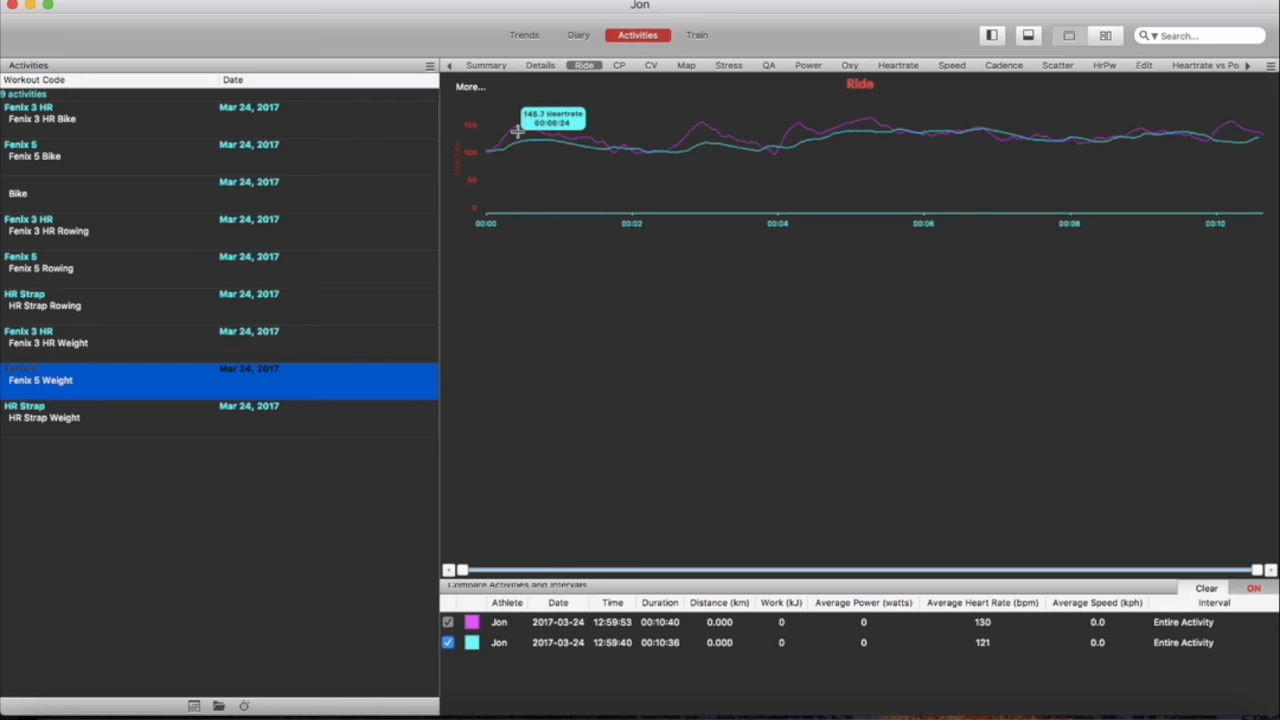 Jon
Trends Diary Activities Train
Search...
Activities
Workout Code Date
9 activities
Fenix 3 HR Mar 24, 2017
Fenix 3 HR Bike
Fenix 5 Mar 24, 2017
Fenix 5 Bike
Mar 24, 2017
Bike
Fenix 3 HR Mar 24, 2017
Fenix 3 HR Rowing
Fenix 5 Mar 24, 2017
Fenix 5 Rowing
HR Strap Mar 24, 2017
HR Strap Rowing
Fenix 3 HR Mar 24, 2017
Fenix 3 HR Weight
Fenix 5 Mar 24, 2017
Fenix 5 Weight
HR Strap Mar 24, 2017
HR Strap Weight
Summary Details Ride CP CV Map Stress QA Power Oxy Heartrate Speed Cadence Scatter HrPw Edit Heartrate vs Po
More... Ride
145.7 Heartrate
00:00:24
150
100
50
0
00:00 00:02 00:04 00:06 00:08 00:10
Compare Activities and Intervals Clear ON
Athlete Date Time Duration Distance (km) Work (kJ) Average Power (watts) Average Heart Rate (bpm) Average Speed (kph) Interval
Jon 2017-03-24 12:59:53 00:10:40 0.000 0 0 130 0.0 Entire Activity
Jon 2017-03-24 12:59:40 00:10:36 0.000 0 0 121 0.0 Entire Activity